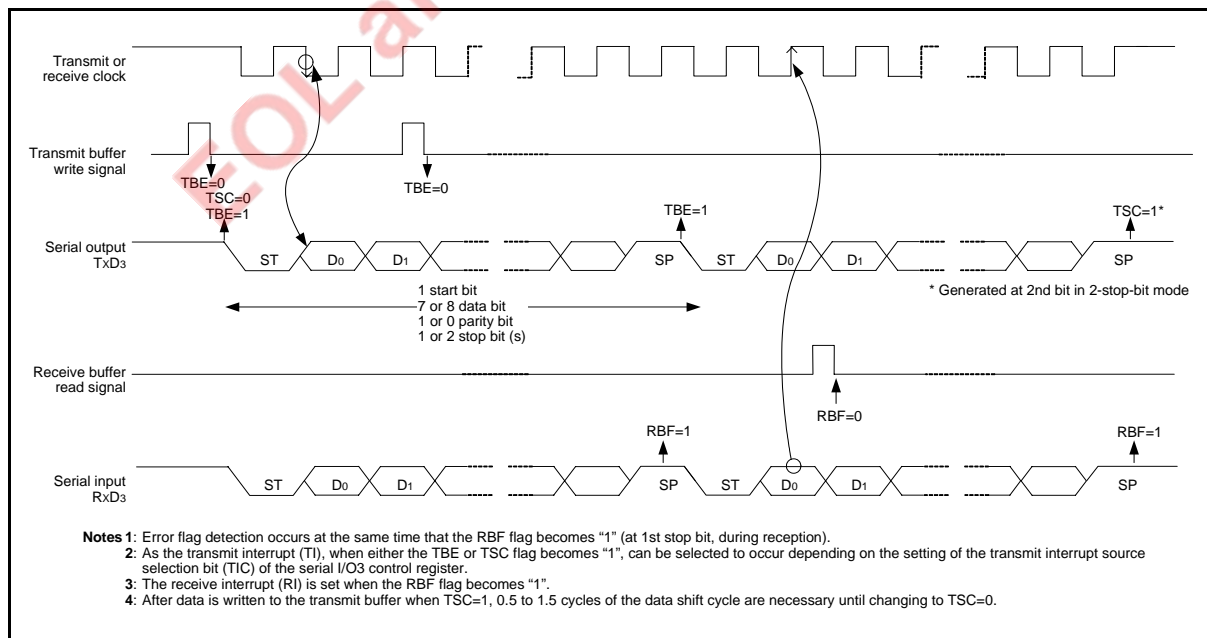 EOL a
Transmit or
receive clock
Transmit buffer
write signal
TBE=0
TSC=0
TBE=1
TBE=0
TBE=1
TSC=1*
Serial output
TxD3
ST
D0
D1
SP
ST
D0
D1
SP
1 start bit
7 or 8 data bit
1 or 0 parity bit
1 or 2 stop bit (s)
* Generated at 2nd bit in 2-stop-bit mode
Receive buffer
read signal
RBF=0
RBF=1
RBF=1
Serial input
RxD3
ST
D0
D1
SP
ST
D0
D1
SP
Notes 1: Error flag detection occurs at the same time that the RBF flag becomes “1” (at 1st stop bit, during reception).
2: As the transmit interrupt (TI), when either the TBE or TSC flag becomes “1”, can be selected to occur depending on the setting of the transmit interrupt source
selection bit (TIC) of the serial I/O3 control register.
3: The receive interrupt (RI) is set when the RBF flag becomes “1”.
4: After data is written to the transmit buffer when TSC=1, 0.5 to 1.5 cycles of the data shift cycle are necessary until changing to TSC=0.